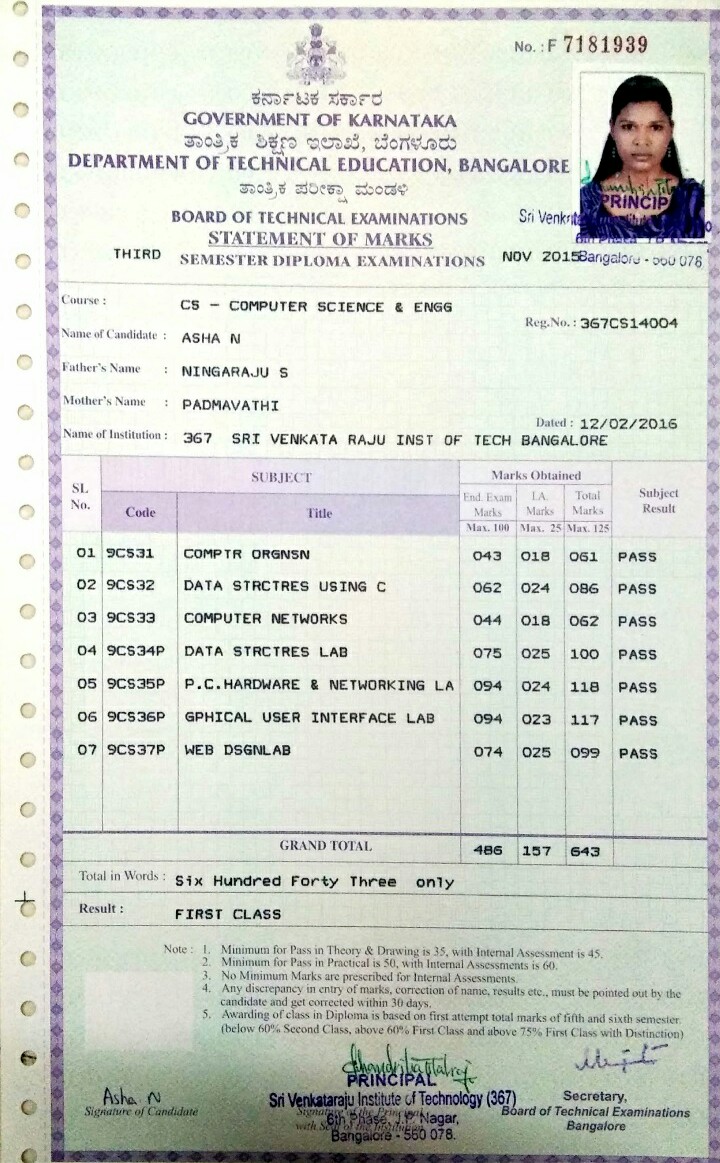 No. : F 7181939
ಕರ್ನಾಟಕ ಸರ್ಕಾರ
GOVERNMENT OF KARNATAKA
ತಾಂತ್ರಿಕ ಶಿಕ್ಷಣ ಇಲಾಖೆ, ಬೆಂಗಳೂರು
DEPARTMENT OF TECHNICAL EDUCATION, BANGALORE
ತಾಂತ್ರಿಕ ಪರೀಕ್ಷಾ ಮಂಡಳಿ
PRINCIP
BOARD OF TECHNICAL EXAMINATIONS
Sri Venk
STATEMENT OF MARKS
6th Phase
THIRD SEMESTER DIPLOMA EXAMINATIONS NOV 2015
Bangalore - 560 078
Course : CS - COMPUTER SCIENCE & ENGG
Reg.No. : 367CS14004
Name of Candidate : ASHA N
Father's Name : NINGARAJU S
Mother's Name : PADMAVATHI
Dated : 12/02/2016
Name of Institution : 367 SRI VENKATA RAJU INST OF TECH BANGALORE
SL No. SUBJECT Marks Obtained Subject Result
Code Title End. Exam Marks I.A. Marks Total Marks
Max. 100 Max. 25 Max. 125
01 9CS31 COMPTR ORGNSN 043 018 061 PASS
02 9CS32 DATA STRCTRES USING C 062 024 086 PASS
03 9CS33 COMPUTER NETWORKS 044 018 062 PASS
04 9CS34P DATA STRCTRES LAB 075 025 100 PASS
05 9CS35P P.C.HARDWARE & NETWORKING LA 094 024 118 PASS
06 9CS36P GPHICAL USER INTERFACE LAB 094 023 117 PASS
07 9CS37P WEB DSGNLAB 074 025 099 PASS
GRAND TOTAL 486 157 643
Total in Words : Six Hundred Forty Three only
Result : FIRST CLASS
Note : 1. Minimum for Pass in Theory & Drawing is 35, with Internal Assessment is 45.
2. Minimum for Pass in Practical is 50, with Internal Assessments is 60.
3. No Minimum Marks are prescribed for Internal Assessments.
4. Any discrepancy in entry of marks, correction of name, results etc., must be pointed out by the
candidate and get corrected within 30 days.
5. Awarding of class in Diploma is based on first attempt total marks of fifth and sixth semester.
(below 60% Second Class, above 60% First Class and above 75% First Class with Distinction)
PRINCIPAL
Asha N
Sri Venkataraju Institute of Technology (367)
Secretary,
Signature of Candidate
Signature of the Principal
Board of Technical Examinations
6th Phase, J.P. Nagar,
with Seal of the Institution
Bangalore
Bangalore - 560 078.